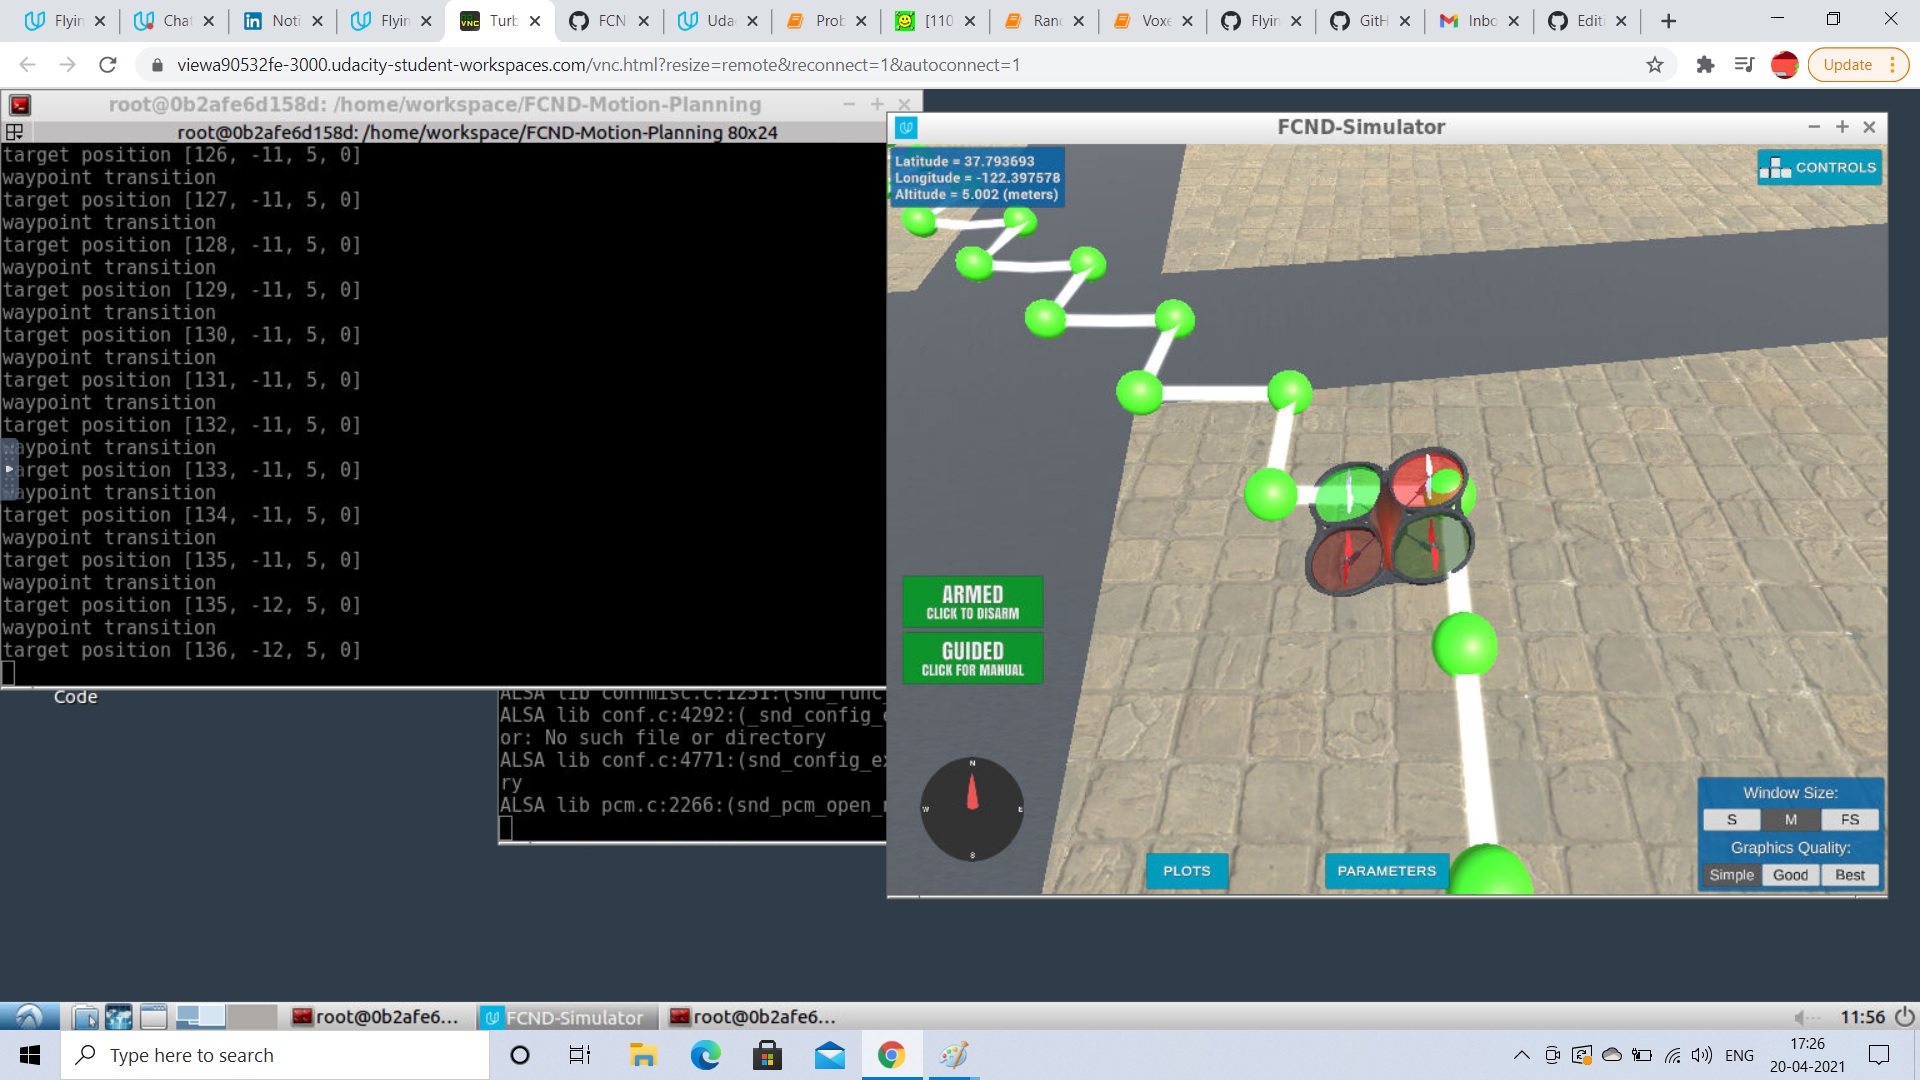 Flyin
Chat
Noti
Flyin
Turb
FCN
Uda
Prob
[110
Ran
Voxe
Flyin
GitH
Inbo
Edit
viewa90532fe-3000.udacity-student-workspaces.com/vnc.html?resize=remote&reconnect=1&autoconnect=1
Update
root@0b2afe6d158d: /home/workspace/FCND-Motion-Planning
root@0b2afe6d158d: /home/workspace/FCND-Motion-Planning 80x24
target position [126, -11, 5, 0]
waypoint transition
target position [127, -11, 5, 0]
waypoint transition
target position [128, -11, 5, 0]
waypoint transition
target position [129, -11, 5, 0]
waypoint transition
target position [130, -11, 5, 0]
waypoint transition
target position [131, -11, 5, 0]
waypoint transition
target position [132, -11, 5, 0]
waypoint transition
target position [133, -11, 5, 0]
waypoint transition
target position [134, -11, 5, 0]
waypoint transition
target position [135, -11, 5, 0]
waypoint transition
target position [135, -12, 5, 0]
waypoint transition
target position [136, -12, 5, 0]
Code
ALSA lib confmisc.c:1251:(snd_func_
ALSA lib conf.c:4292:(_snd_config_e
or: No such file or directory
ALSA lib conf.c:4771:(snd_config_ex
ry
ALSA lib pcm.c:2266:(snd_pcm_open_n
FCND-Simulator
Latitude = 37.793693
Longitude = -122.397578
Altitude = 5.002 (meters)
CONTROLS
ARMED
CLICK TO DISARM
GUIDED
CLICK FOR MANUAL
N
W
E
S
PLOTS
PARAMETERS
Window Size:
S M FS
Graphics Quality:
Simple Good Best
root@0b2afe6...
FCND-Simulator
root@0b2afe6...
11:56
Type here to search
ENG
17:26
20-04-2021